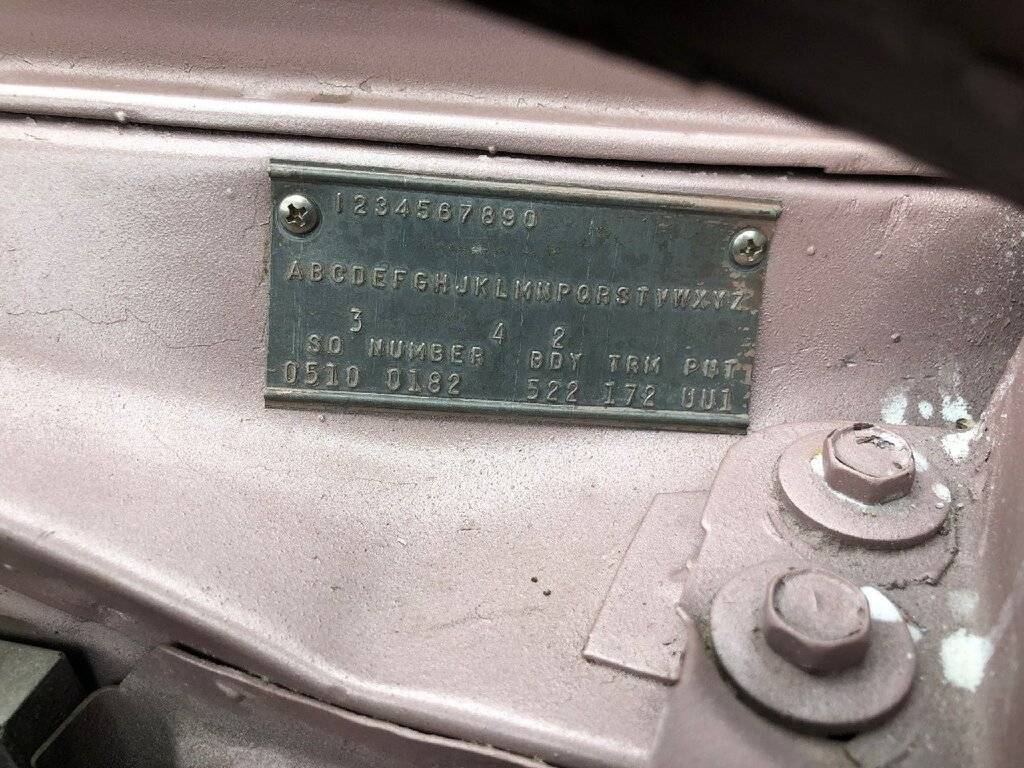 1234567890
ABCDEFGHJKLMNPQRSTVWXYZ
3 4 2
SO NUMBER BDY TRM PNT
0510 0182 522 172 UU1